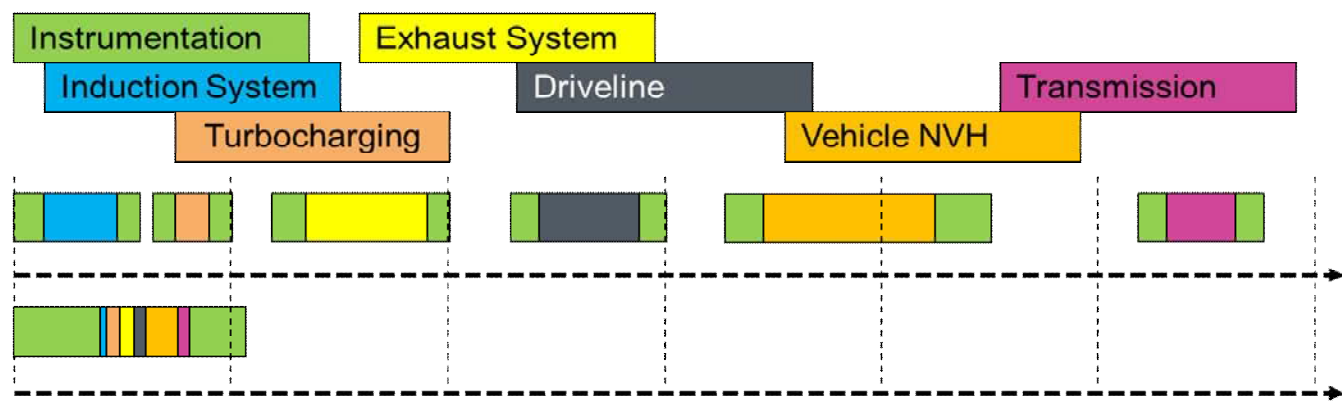 Instrumentation
Exhaust System
Induction System
Driveline
Transmission
Turbocharging
Vehicle NVH